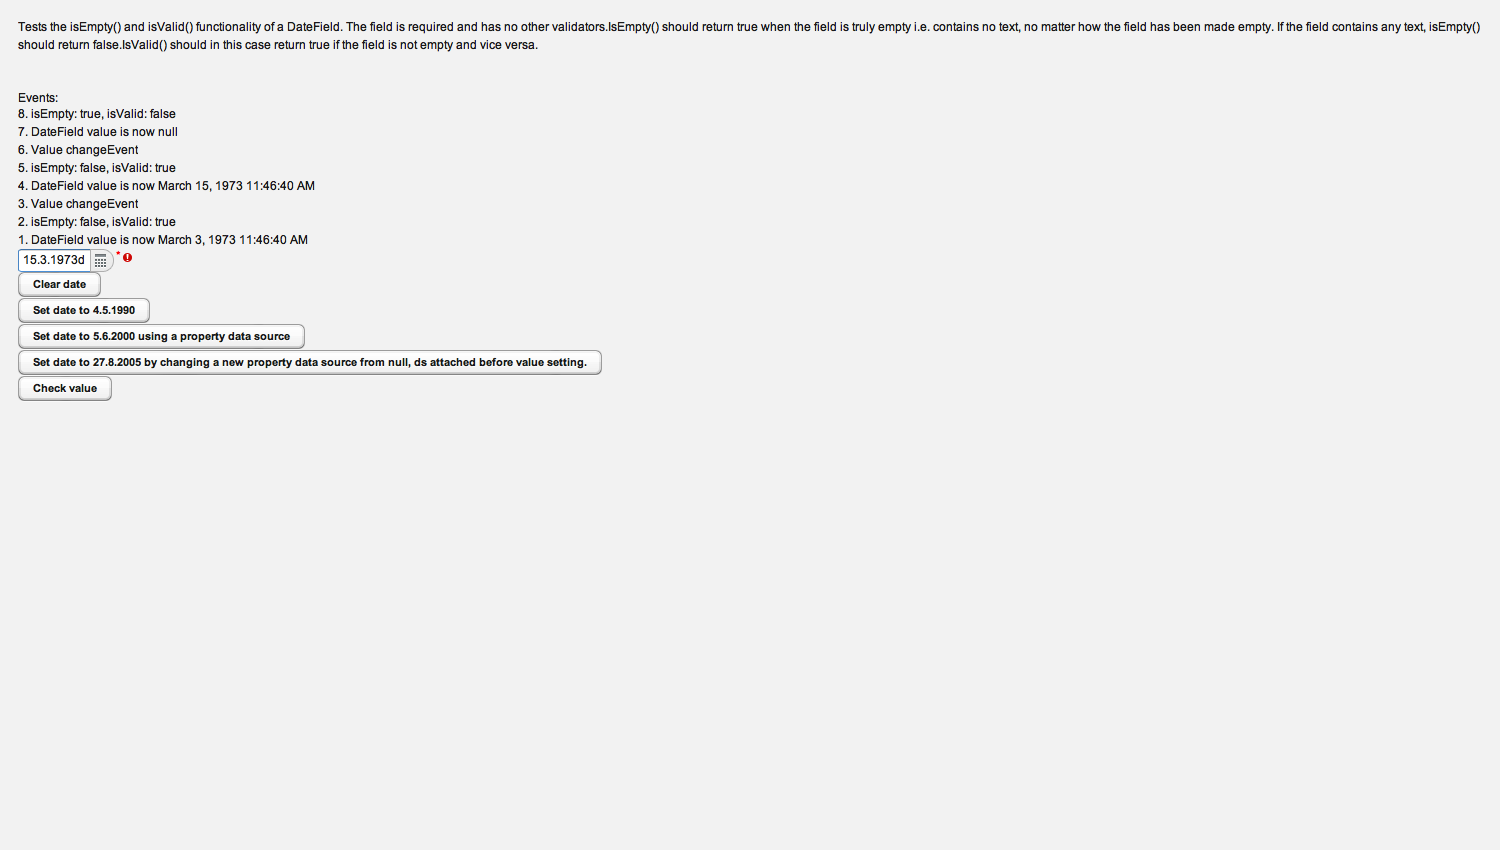 Tests the isEmpty() and isValid() functionality of a DateField. The field is required and has no other validators.IsEmpty() should return true when the field is truly empty i.e. contains no text, no matter how the field has been made empty. If the field contains any text, isEmpty()
should return false.IsValid() should in this case return true if the field is not empty and vice versa.
Events:
8. isEmpty: true, isValid: false
7. DateField value is now null
6. Value changeEvent
5. isEmpty: false, isValid: true
4. DateField value is now March 15, 1973 11:46:40 AM
3. Value changeEvent
2. isEmpty: false, isValid: true
1. DateField value is now March 3, 1973 11:46:40 AM
15.3.1973d *
Clear date
Set date to 4.5.1990
Set date to 5.6.2000 using a property data source
Set date to 27.8.2005 by changing a new property data source from null, ds attached before value setting.
Check value